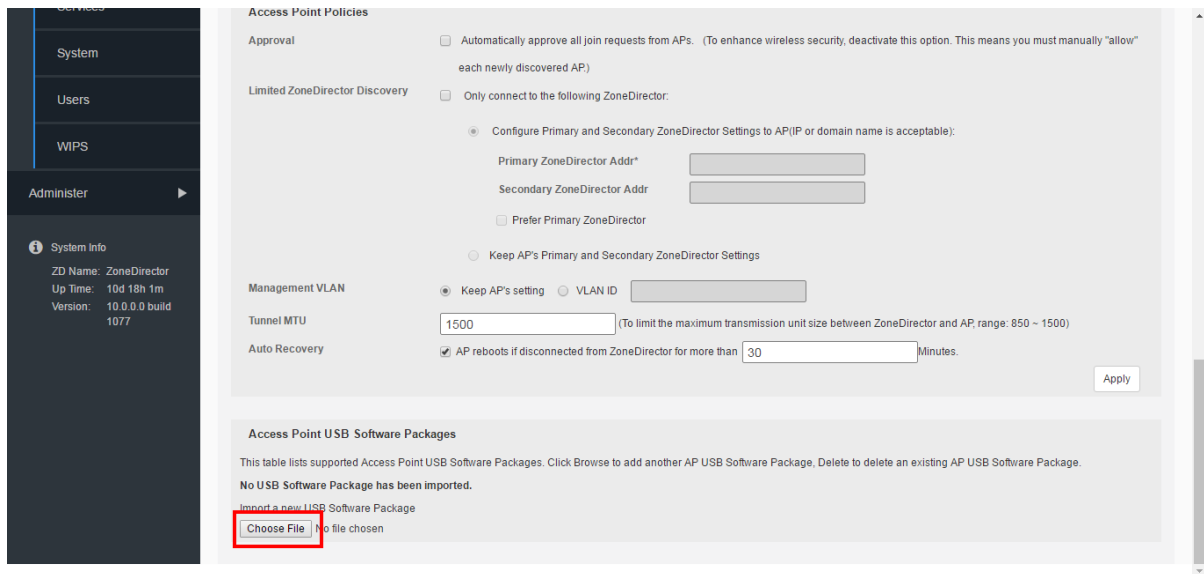 Services
System
Users
WIPS
Administer
System Info
ZD Name: ZoneDirector
Up Time: 10d 18h 1m
Version: 10.0.0.0 build
1077
Access Point Policies
Approval
Automatically approve all join requests from APs. (To enhance wireless security, deactivate this option. This means you must manually "allow"
each newly discovered AP.)
Limited ZoneDirector Discovery
Only connect to the following ZoneDirector:
Configure Primary and Secondary ZoneDirector Settings to AP(IP or domain name is acceptable):
Primary ZoneDirector Addr*
Secondary ZoneDirector Addr
Prefer Primary ZoneDirector
Keep AP's Primary and Secondary ZoneDirector Settings
Management VLAN
Keep AP's setting VLAN ID
Tunnel MTU
1500 (To limit the maximum transmission unit size between ZoneDirector and AP, range: 850 ~ 1500)
Auto Recovery
AP reboots if disconnected from ZoneDirector for more than 30 Minutes.
Apply
Access Point USB Software Packages
This table lists supported Access Point USB Software Packages. Click Browse to add another AP USB Software Package, Delete to delete an existing AP USB Software Package.
No USB Software Package has been imported.
Import a new USB Software Package
Choose File No file chosen